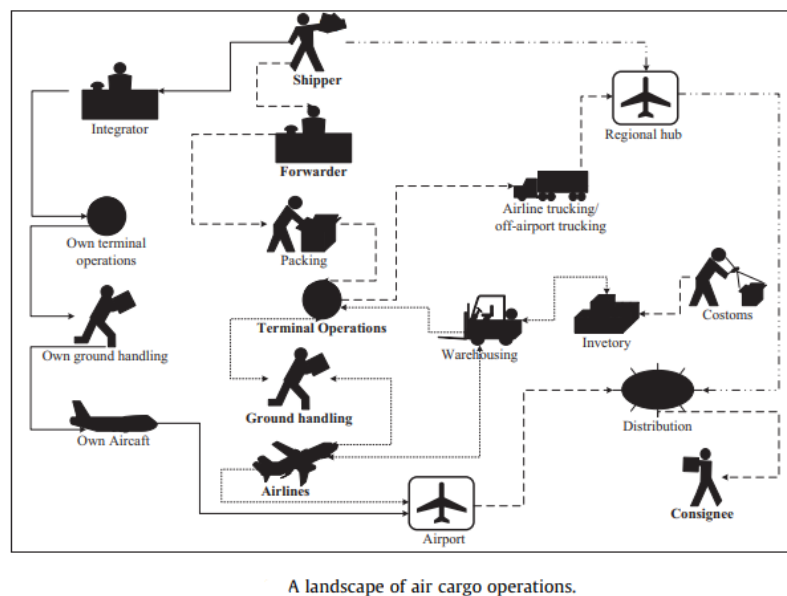 Shipper
Integrator
Regional hub
Forwarder
Airline trucking/
off-airport trucking
Own terminal
operations
Packing
Terminal Operations
Customs
Invetory
Warehousing
Own ground handling
Ground handling
Own Aircaft
Distribution
Airlines
Consignee
Airport
A landscape of air cargo operations.